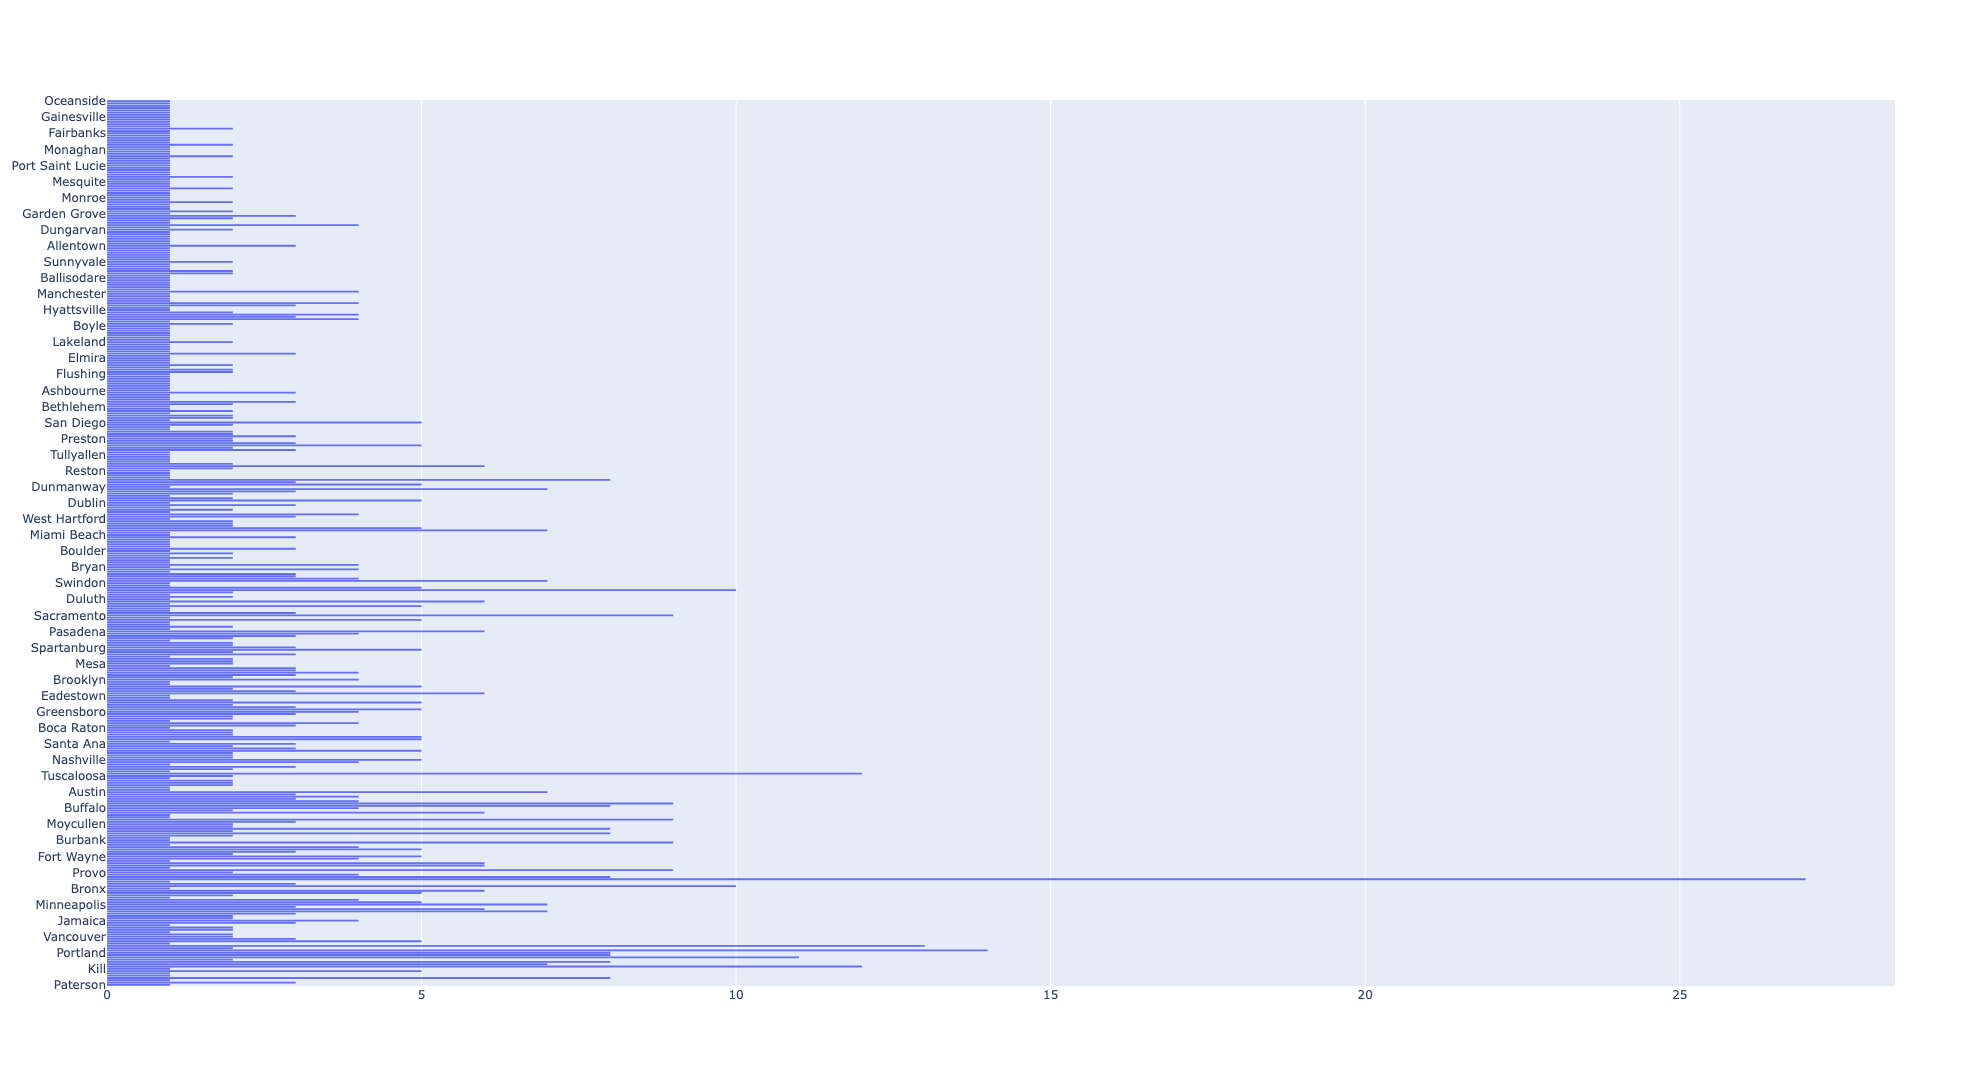 Oceanside
Gainesville
Fairbanks
Monaghan
Port Saint Lucie
Mesquite
Monroe
Garden Grove
Dungarvan
Allentown
Sunnyvale
Ballisodare
Manchester
Hyattsville
Boyle
Lakeland
Elmira
Flushing
Ashbourne
Bethlehem
San Diego
Preston
Tullyallen
Reston
Dunmanway
Dublin
West Hartford
Miami Beach
Boulder
Bryan
Swindon
Duluth
Sacramento
Pasadena
Spartanburg
Mesa
Brooklyn
Eadestown
Greensboro
Boca Raton
Santa Ana
Nashville
Tuscaloosa
Austin
Buffalo
Moycullen
Burbank
Fort Wayne
Provo
Bronx
Minneapolis
Jamaica
Vancouver
Portland
Kill
Paterson
0 5 10 15 20 25